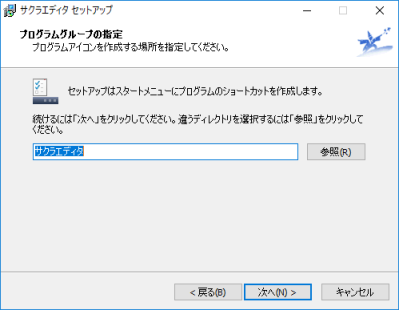 サクラエディタ セットアップ
プログラムグループの指定
プログラムアイコンを作成する場所を指定してください。
セットアップはスタートメニューにプログラムのショートカットを作成します。
続けるには「次へ」をクリックしてください。違うディレクトリを選択するには「参照」をクリックして
ください。
サクラエディタ
参照(R)
< 戻る(B)
次へ(N) >
キャンセル